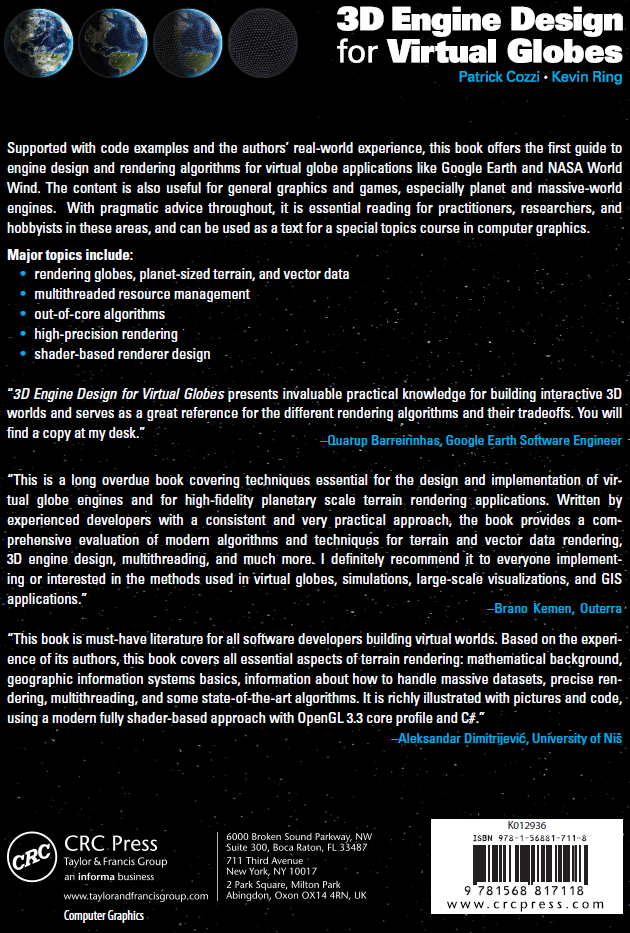 3D Engine Design
for Virtual Globes
Patrick Cozzi • Kevin Ring
Supported with code examples and the authors' real-world experience, this book offers the first guide to
engine design and rendering algorithms for virtual globe applications like Google Earth and NASA World
Wind. The content is also useful for general graphics and games, especially planet and massive-world
engines. With pragmatic advice throughout, it is essential reading for practitioners, researchers, and
hobbyists in these areas, and can be used as a text for a special topics course in computer graphics.
Major topics include:
• rendering globes, planet-sized terrain, and vector data
• multithreaded resource management
• out-of-core algorithms
• high-precision rendering
• shader-based renderer design
"3D Engine Design for Virtual Globes presents invaluable practical knowledge for building interactive 3D
worlds and serves as a great reference for the different rendering algorithms and their tradeoffs. You will
find a copy at my desk."
–Quarup Barreirinhas, Google Earth Software Engineer
"This is a long overdue book covering techniques essential for the design and implementation of vir-
tual globe engines and for high-fidelity planetary scale terrain rendering applications. Written by
experienced developers with a consistent and very practical approach, the book provides a com-
prehensive evaluation of modern algorithms and techniques for terrain and vector data rendering,
3D engine design, multithreading, and much more. I definitely recommend it to everyone implement-
ing or interested in the methods used in virtual globes, simulations, large-scale visualizations, and GIS
applications."
–Brano Kemen, Outerra
"This book is must-have literature for all software developers building virtual worlds. Based on the experi-
ence of its authors, this book covers all essential aspects of terrain rendering: mathematical background,
geographic information systems basics, information about how to handle massive datasets, precise ren-
dering, multithreading, and some state-of-the-art algorithms. It is richly illustrated with pictures and code,
using a modern fully shader-based approach with OpenGL 3.3 core profile and C#."
–Aleksandar Dimitrijević, University of Niš
CRC
CRC Press
Taylor & Francis Group
an informa business
www.taylorandfrancisgroup.com
Computer Graphics
6000 Broken Sound Parkway, NW
Suite 300, Boca Raton, FL 33487
711 Third Avenue
New York, NY 10017
2 Park Square, Milton Park
Abingdon, Oxon OX14 4RN, UK
K012936
ISBN 978-1-56881-711-8
9 781568 817118
www.crcpress.com